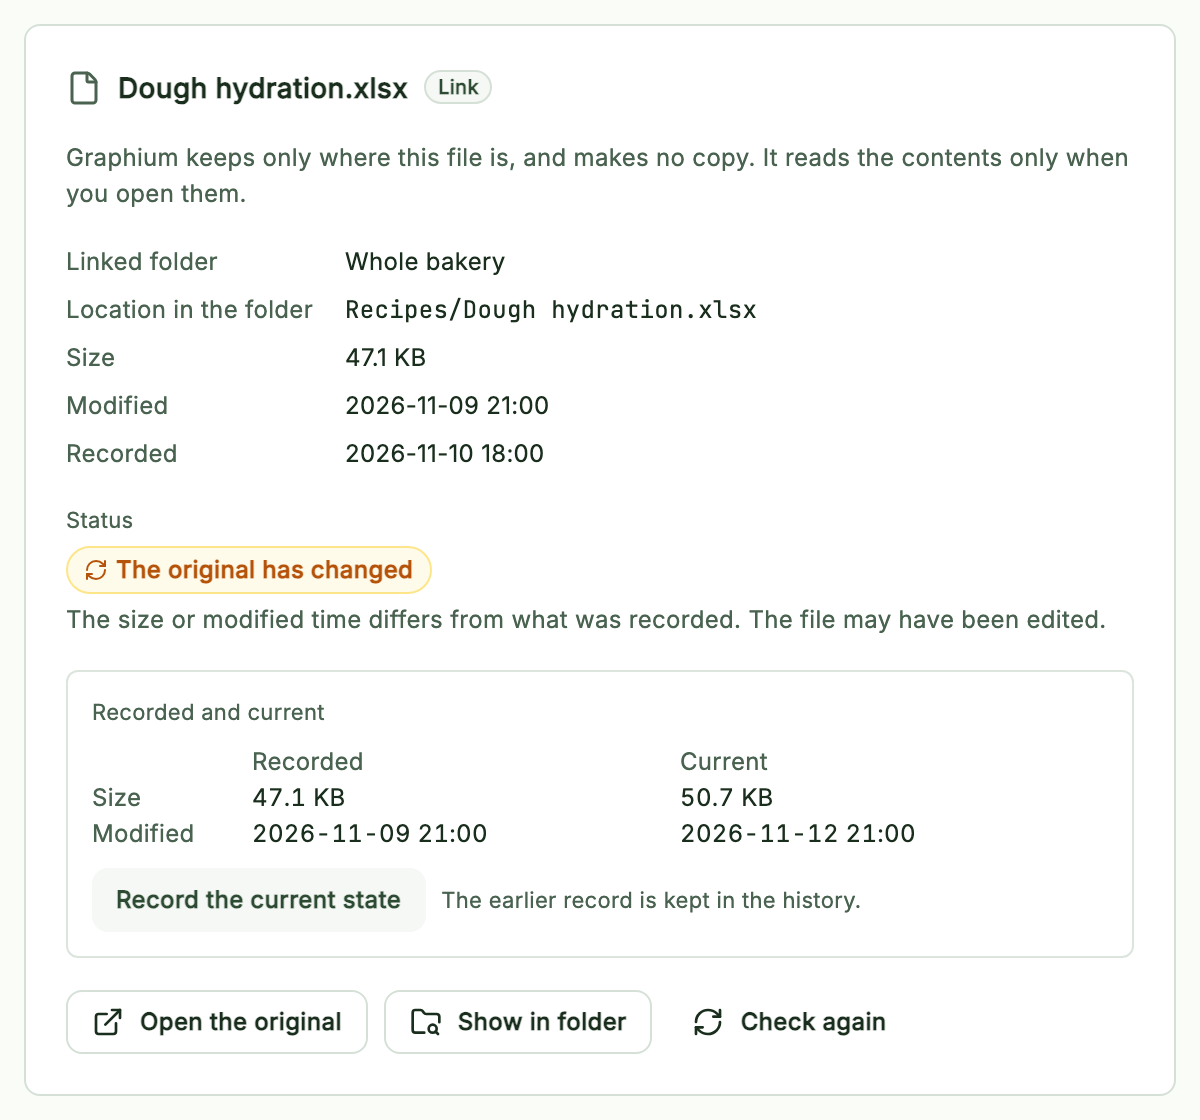 Dough hydration.xlsx Link
Graphium keeps only where this file is, and makes no copy. It reads the contents only when
you open them.
Linked folder Whole bakery
Location in the folder Recipes/Dough hydration.xlsx
Size 47.1 KB
Modified 2026-11-09 21:00
Recorded 2026-11-10 18:00
Status
The original has changed
The size or modified time differs from what was recorded. The file may have been edited.
Recorded and current
Recorded Current
Size 47.1 KB 50.7 KB
Modified 2026-11-09 21:00 2026-11-12 21:00
Record the current state The earlier record is kept in the history.
Open the original Show in folder Check again